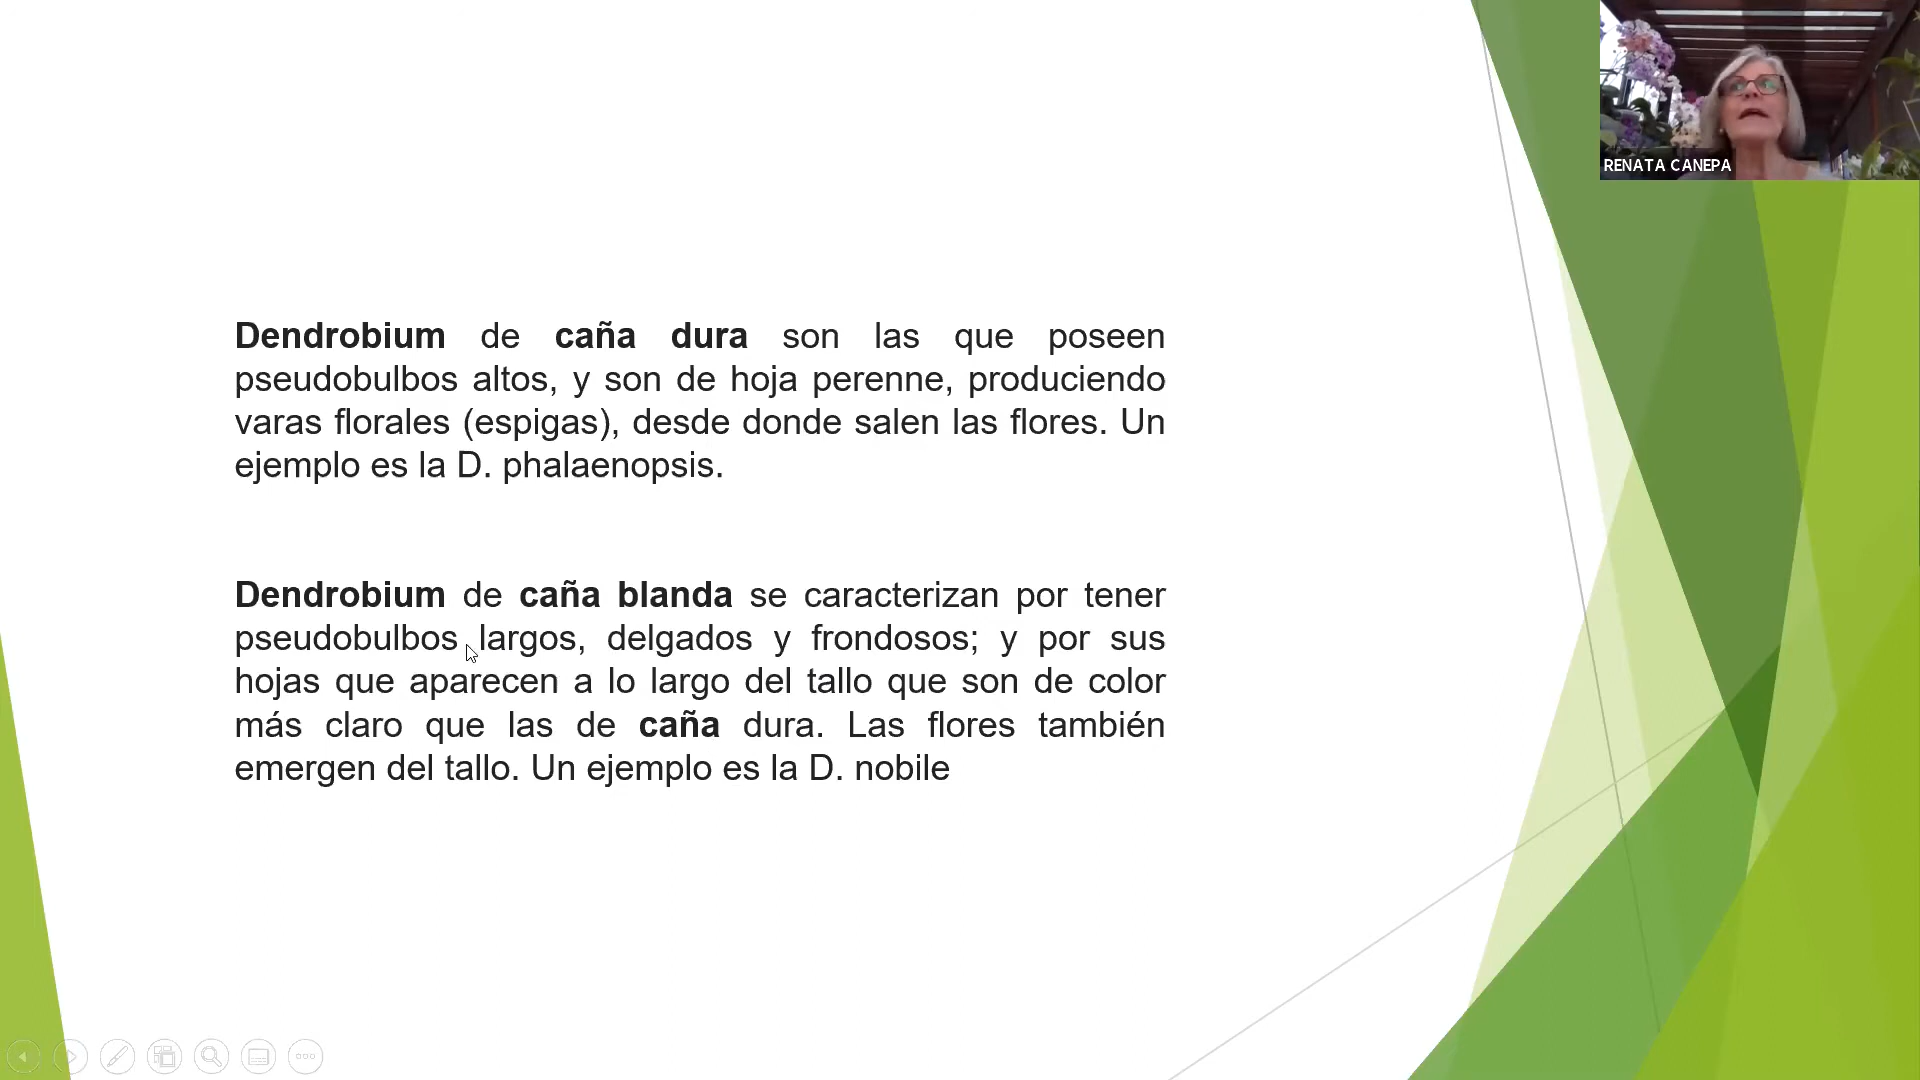 RENATA CANEPA
Dendrobium de caña dura son las que poseen
pseudobulbos altos, y son de hoja perenne, produciendo
varas florales (espigas), desde donde salen las flores. Un
ejemplo es la D. phalaenopsis.
Dendrobium de caña blanda se caracterizan por tener
pseudobulbos largos, delgados y frondosos; y por sus
hojas que aparecen a lo largo del tallo que son de color
más claro que las de caña dura. Las flores también
emergen del tallo. Un ejemplo es la D. nobile